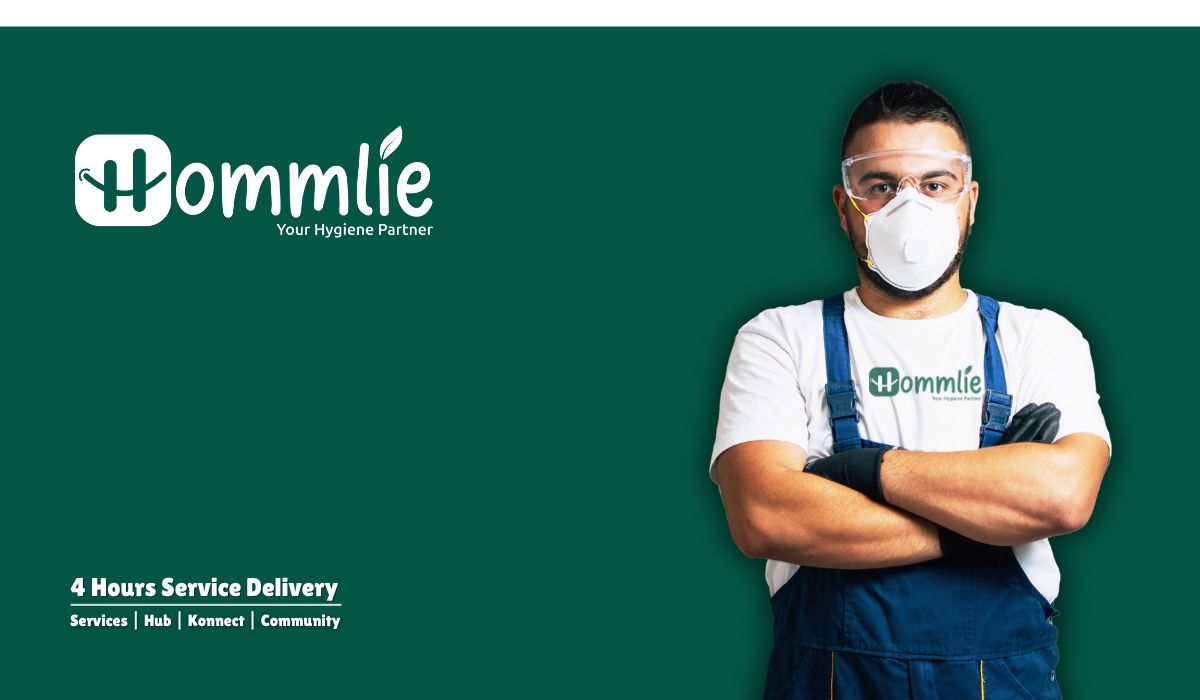 Hommlie
Your Hygiene Partner
Hommlie
Your Hygiene Partner
4 Hours Service Delivery
Services | Hub | Konnect | Community